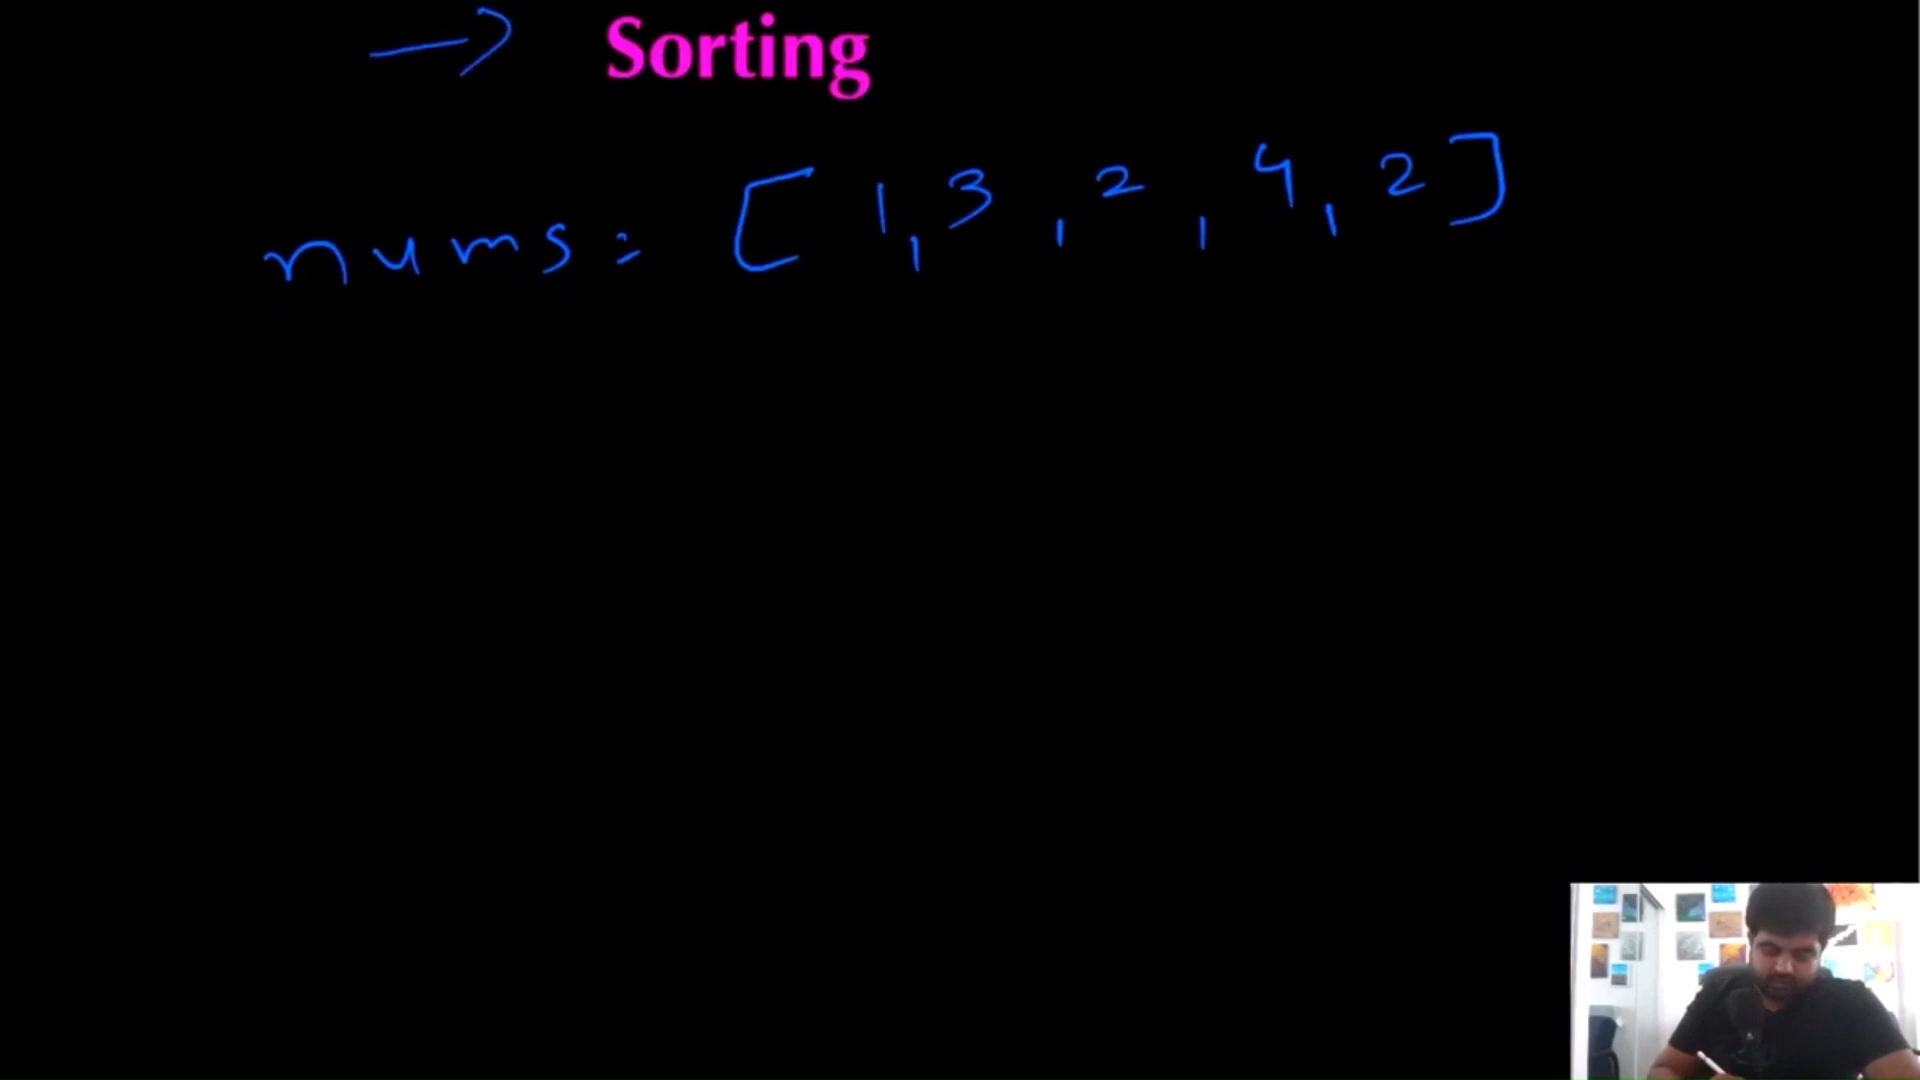 → Sorting
nums = [1, 3, 2, 4, 2]